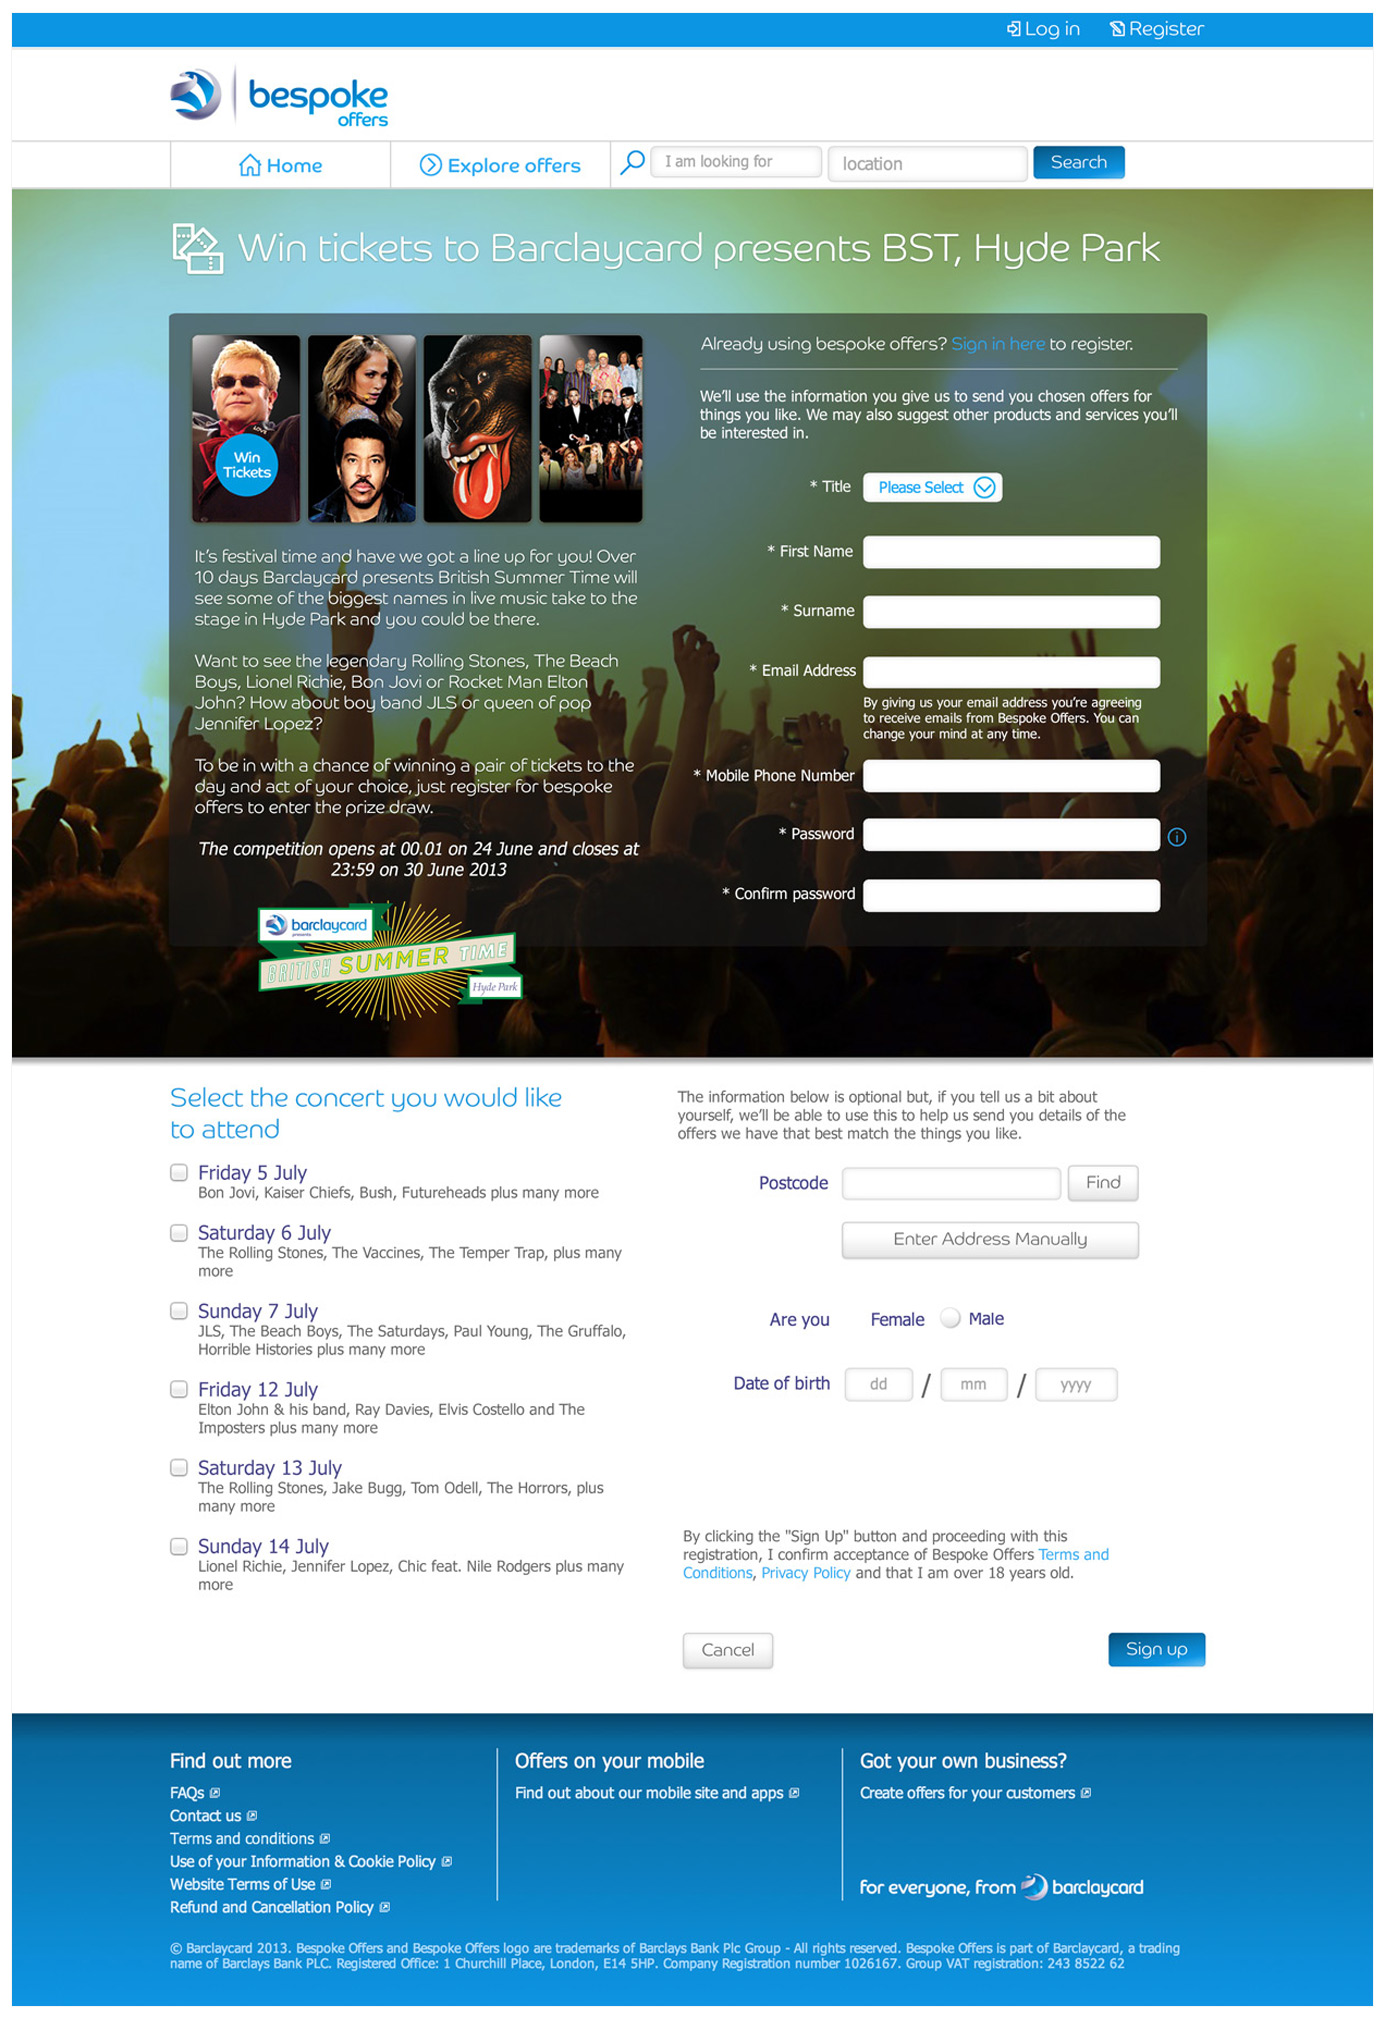 Log in Register
bespoke
offers
Home Explore offers I am looking for location Search
Win tickets to Barclaycard presents BST, Hyde Park
Win
Tickets
LOVE
It's festival time and have we got a line up for you! Over
10 days Barclaycard presents British Summer Time will
see some of the biggest names in live music take to the
stage in Hyde Park and you could be there.
Want to see the legendary Rolling Stones, The Beach
Boys, Lionel Richie, Bon Jovi or Rocket Man Elton
John? How about boy band JLS or queen of pop
Jennifer Lopez?
To be in with a chance of winning a pair of tickets to the
day and act of your choice, just register for bespoke
offers to enter the prize draw.
The competition opens at 00.01 on 24 June and closes at
23:59 on 30 June 2013
barclaycard
presents
BRITISH SUMMER TIME
Hyde Park
Already using bespoke offers? Sign in here to register.
We'll use the information you give us to send you chosen offers for
things you like. We may also suggest other products and services you'll
be interested in.
* Title Please Select
* First Name
* Surname
* Email Address
By giving us your email address you're agreeing
to receive emails from Bespoke Offers. You can
change your mind at any time.
* Mobile Phone Number
* Password
* Confirm password
Select the concert you would like
to attend
Friday 5 July
Bon Jovi, Kaiser Chiefs, Bush, Futureheads plus many more
Saturday 6 July
The Rolling Stones, The Vaccines, The Temper Trap, plus many
more
Sunday 7 July
JLS, The Beach Boys, The Saturdays, Paul Young, The Gruffalo,
Horrible Histories plus many more
Friday 12 July
Elton John & his band, Ray Davies, Elvis Costello and The
Imposters plus many more
Saturday 13 July
The Rolling Stones, Jake Bugg, Tom Odell, The Horrors, plus
many more
Sunday 14 July
Lionel Richie, Jennifer Lopez, Chic feat. Nile Rodgers plus many
more
The information below is optional but, if you tell us a bit about
yourself, we'll be able to use this to help us send you details of the
offers we have that best match the things you like.
Postcode Find
Enter Address Manually
Are you Female Male
Date of birth dd / mm / yyyy
By clicking the "Sign Up" button and proceeding with this
registration, I confirm acceptance of Bespoke Offers Terms and
Conditions, Privacy Policy and that I am over 18 years old.
Cancel Sign up
Find out more
FAQs
Contact us
Terms and conditions
Use of your Information & Cookie Policy
Website Terms of Use
Refund and Cancellation Policy
Offers on your mobile
Find out about our mobile site and apps
Got your own business?
Create offers for your customers
for everyone, from barclaycard
© Barclaycard 2013. Bespoke Offers and Bespoke Offers logo are trademarks of Barclays Bank Plc Group - All rights reserved. Bespoke Offers is part of Barclaycard, a trading
name of Barclays Bank PLC. Registered Office: 1 Churchill Place, London, E14 5HP. Company Registration number 1026167. Group VAT registration: 243 8522 62